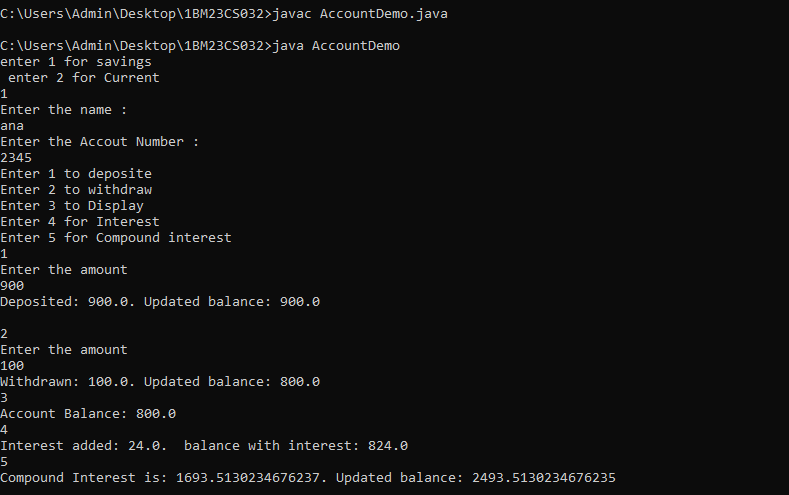 C:\Users\Admin\Desktop\1BM23CS032>javac AccountDemo.java
C:\Users\Admin\Desktop\1BM23CS032>java AccountDemo
enter 1 for savings
 enter 2 for Current
1
Enter the name :
ana
Enter the Accout Number :
2345
Enter 1 to deposite
Enter 2 to withdraw
Enter 3 to Display
Enter 4 for Interest
Enter 5 for Compound interest
1
Enter the amount
900
Deposited: 900.0. Updated balance: 900.0
2
Enter the amount
100
Withdrawn: 100.0. Updated balance: 800.0
3
Account Balance: 800.0
4
Interest added: 24.0.  balance with interest: 824.0
5
Compound Interest is: 1693.5130234676237. Updated balance: 2493.5130234676235